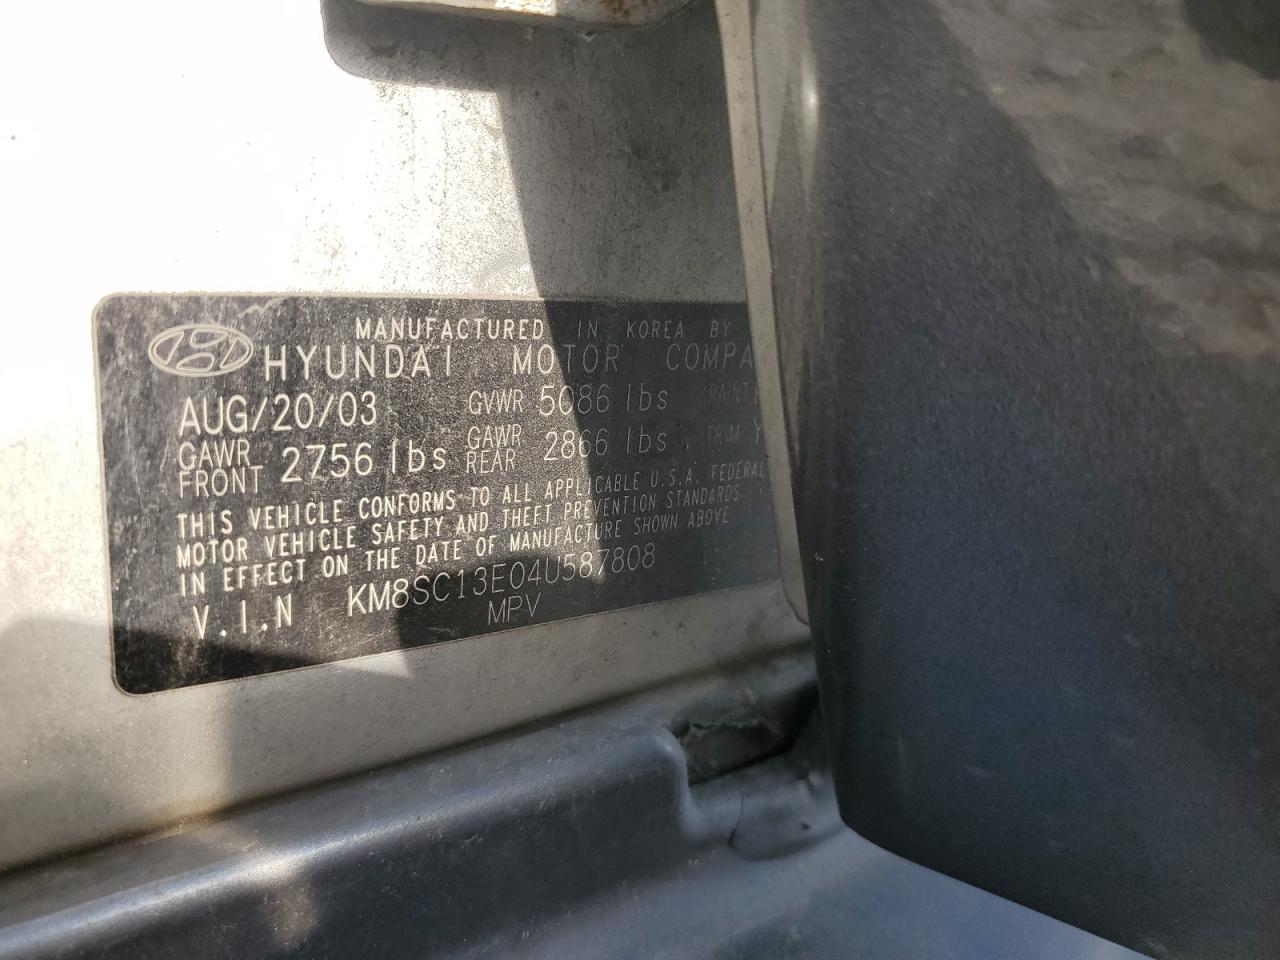 MANUFACTURED IN KOREA BY
HYUNDAI MOTOR COMPA
AUG/20/03 GVWR 5086 lbs PAINT
GAWR FRONT 2756 lbs GAWR REAR 2866 lbs TRIM Y
THIS VEHICLE CONFORMS TO ALL APPLICABLE U.S.A. FEDERAL
MOTOR VEHICLE SAFETY AND THEFT PREVENTION STANDARDS
IN EFFECT ON THE DATE OF MANUFACTURE SHOWN ABOVE
V.I.N KM8SC13E04U587808
MPV